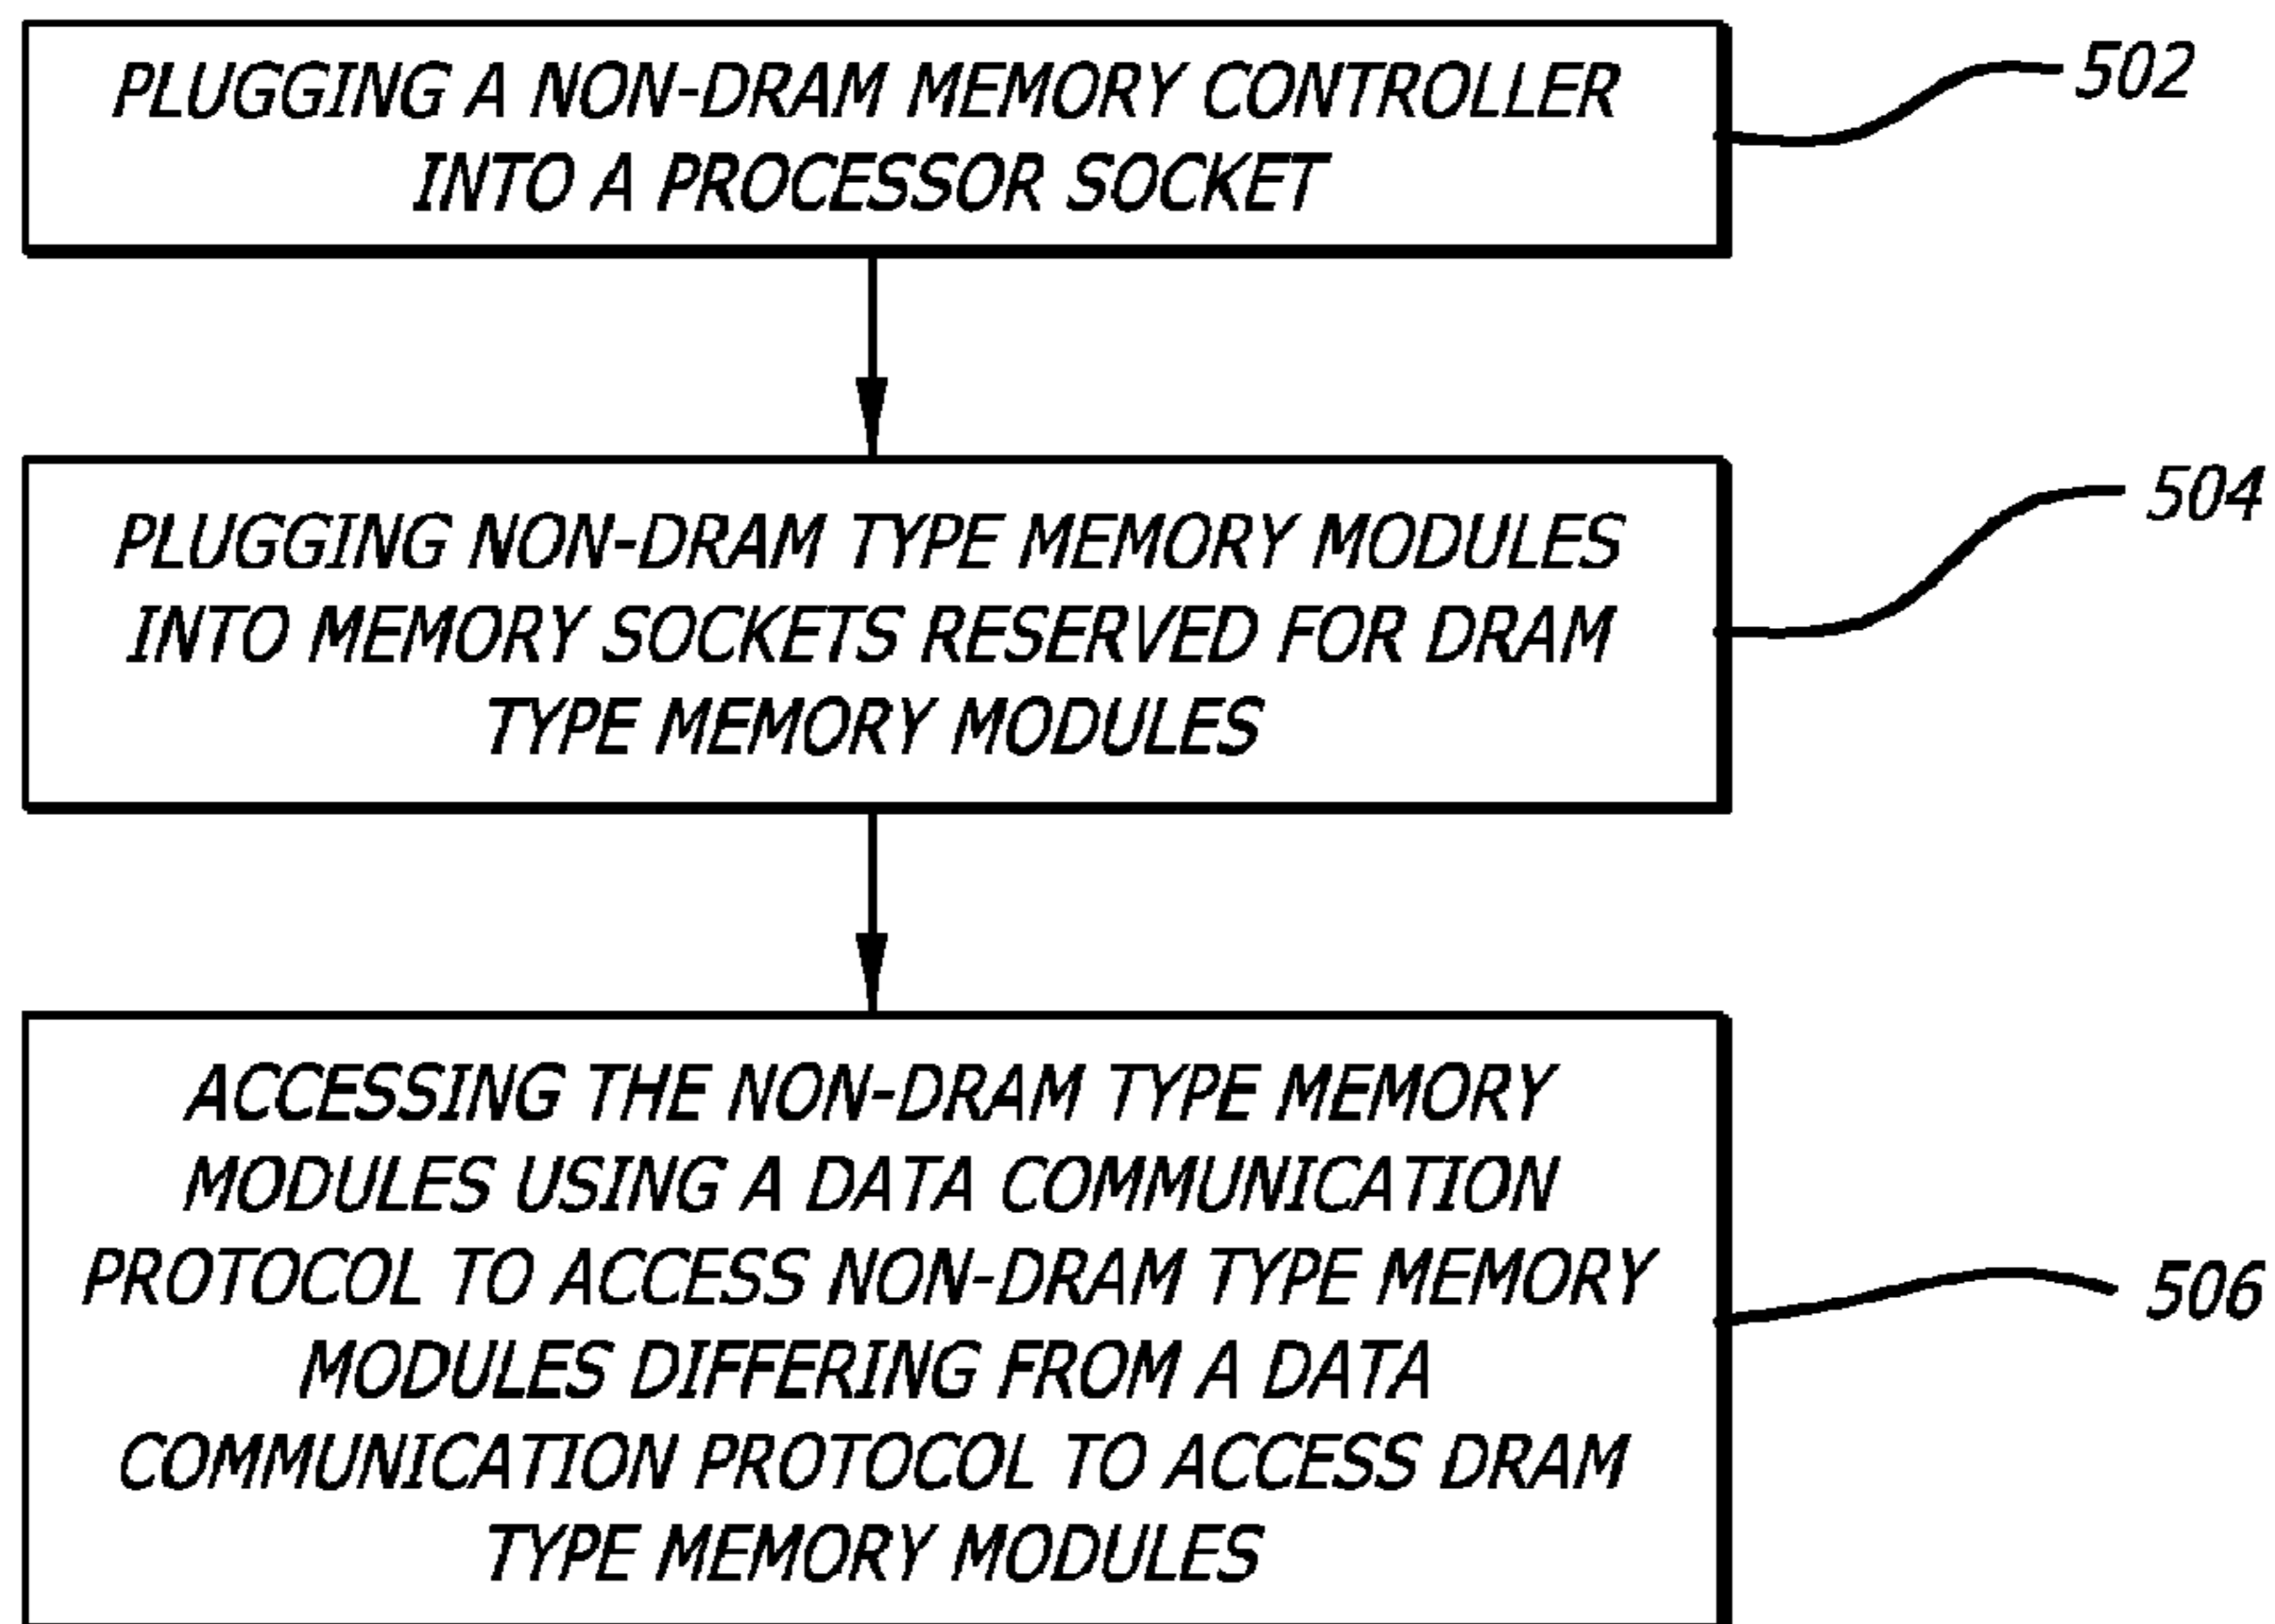 PLUGGING A NON-DRAM MEMORY CONTROLLER
INTO A PROCESSOR SOCKET
502
PLUGGING NON-DRAM TYPE MEMORY MODULES
INTO MEMORY SOCKETS RESERVED FOR DRAM
TYPE MEMORY MODULES
504
ACCESSING THE NON-DRAM TYPE MEMORY
MODULES USING A DATA COMMUNICATION
PROTOCOL TO ACCESS NON-DRAM TYPE MEMORY
MODULES DIFFERING FROM A DATA
COMMUNICATION PROTOCOL TO ACCESS DRAM
TYPE MEMORY MODULES
506